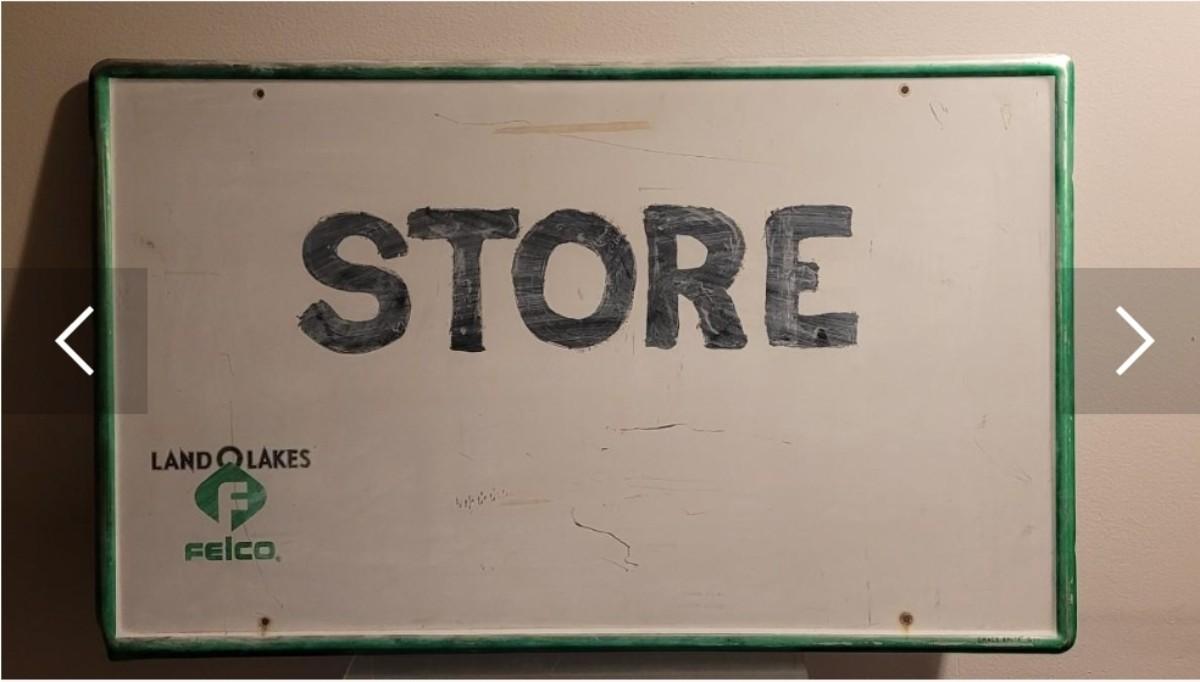 STORE
LAND O LAKES
F
FELCO®